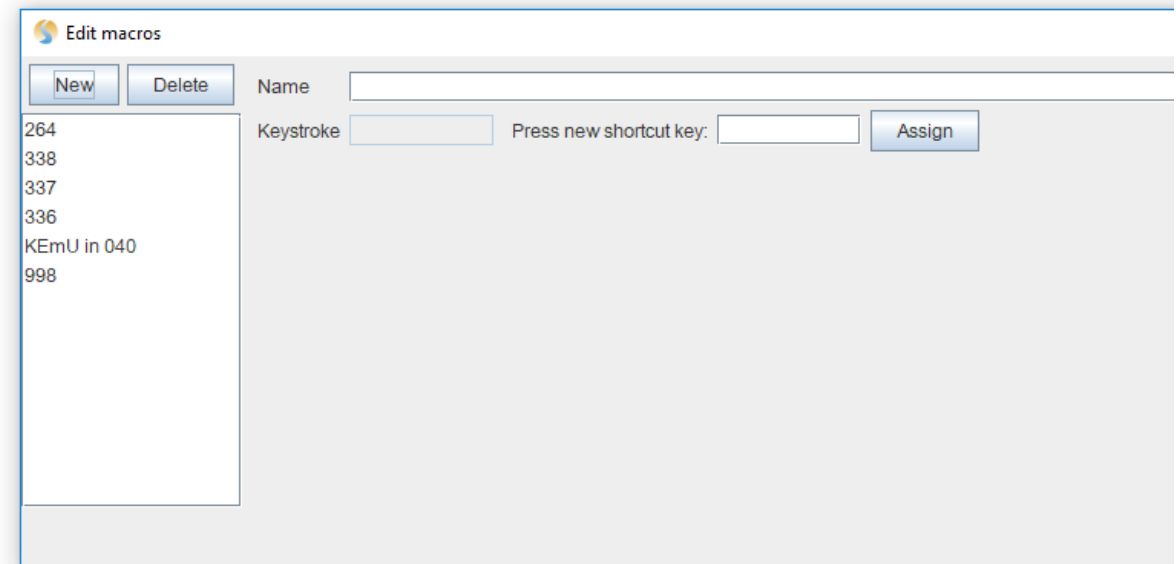 Edit macros
New Delete Name
264
Keystroke Press new shortcut key: Assign
338
337
336
KEmU in 040
998